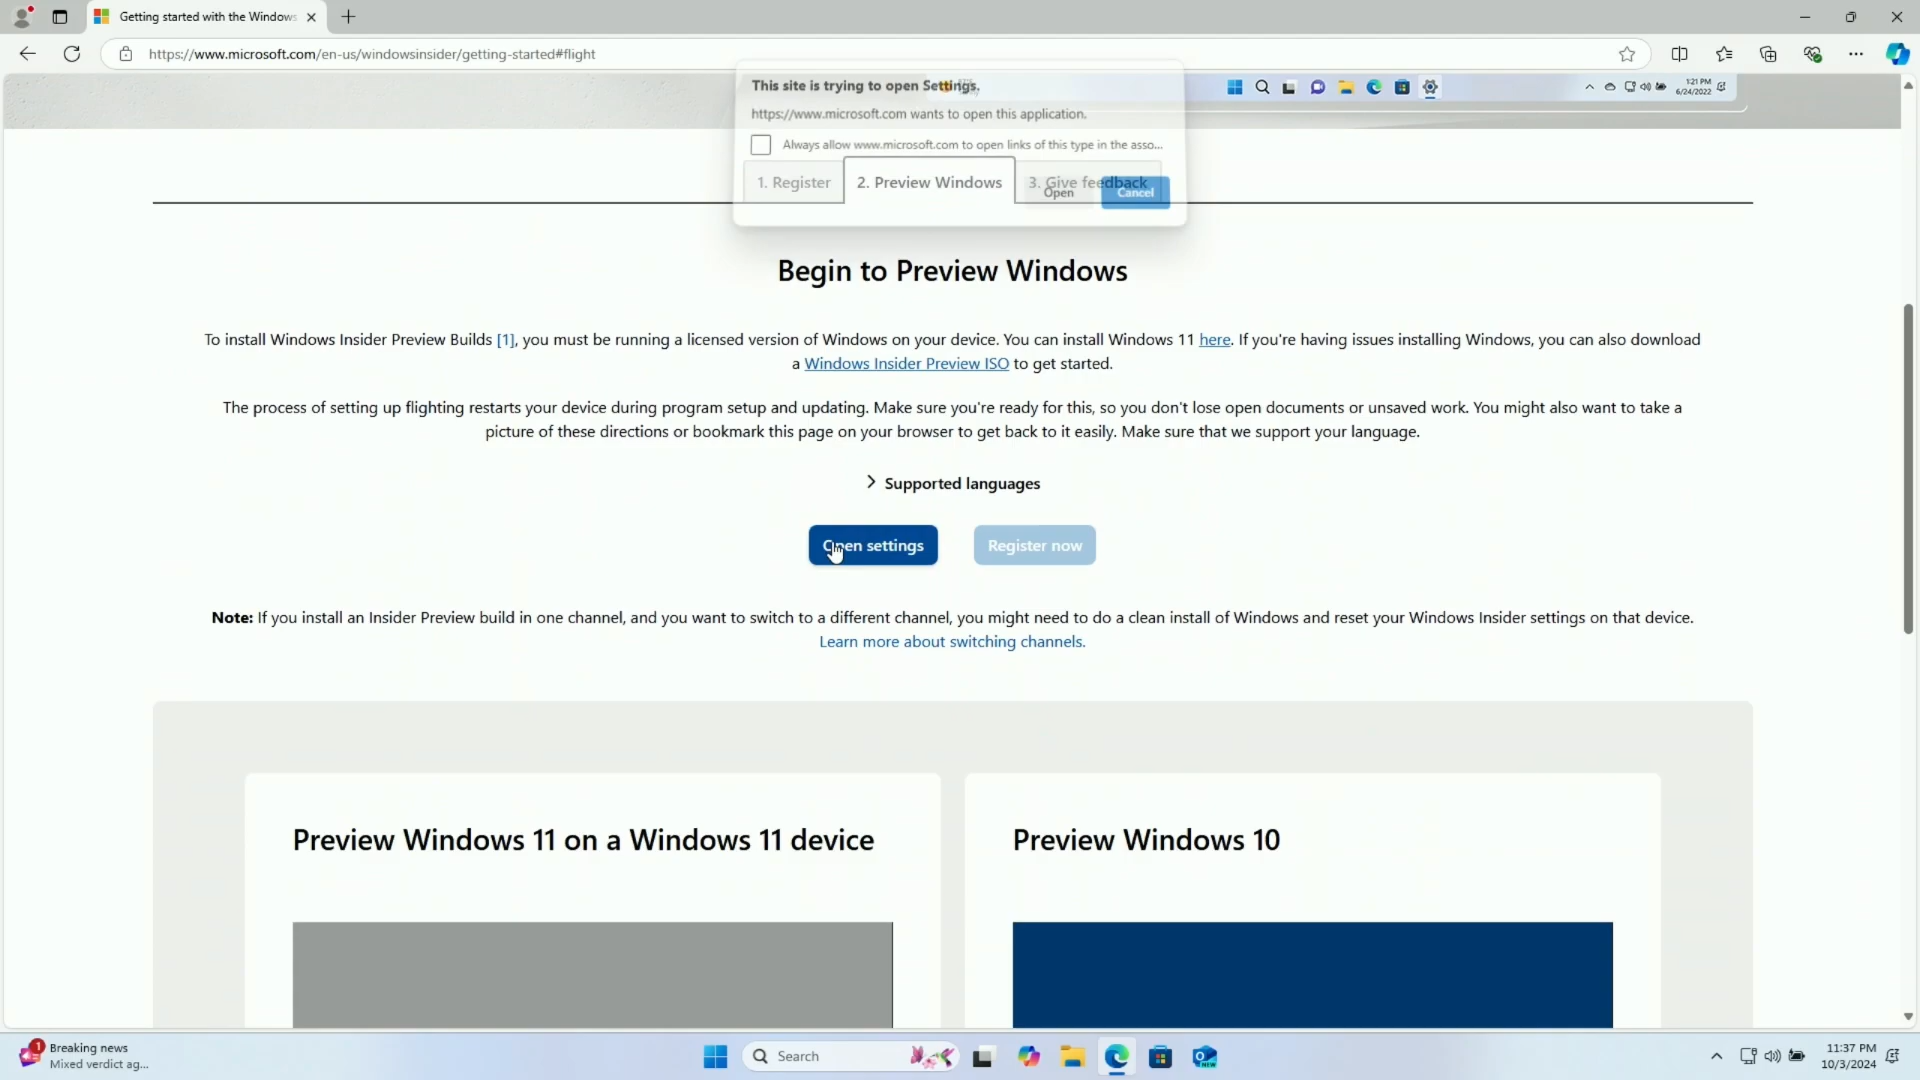 Getting started with the Windows
https://www.microsoft.com/en-us/windowsinsider/getting-started#flight
This site is trying to open Settings.
https://www.microsoft.com wants to open this application.
Always allow www.microsoft.com to open links of this type in the asso...
Open
Cancel
1:21 PM
6/24/2022
1. Register
2. Preview Windows
3. Give feedback
Begin to Preview Windows
To install Windows Insider Preview Builds [1], you must be running a licensed version of Windows on your device. You can install Windows 11 here. If you're having issues installing Windows, you can also download
a Windows Insider Preview ISO to get started.
The process of setting up flighting restarts your device during program setup and updating. Make sure you're ready for this, so you don't lose open documents or unsaved work. You might also want to take a
picture of these directions or bookmark this page on your browser to get back to it easily. Make sure that we support your language.
Supported languages
Open settings
Register now
Note: If you install an Insider Preview build in one channel, and you want to switch to a different channel, you might need to do a clean install of Windows and reset your Windows Insider settings on that device.
Learn more about switching channels.
Preview Windows 11 on a Windows 11 device
Preview Windows 10
1
Breaking news
Mixed verdict ag...
Search
NEW
11:37 PM
10/3/2024